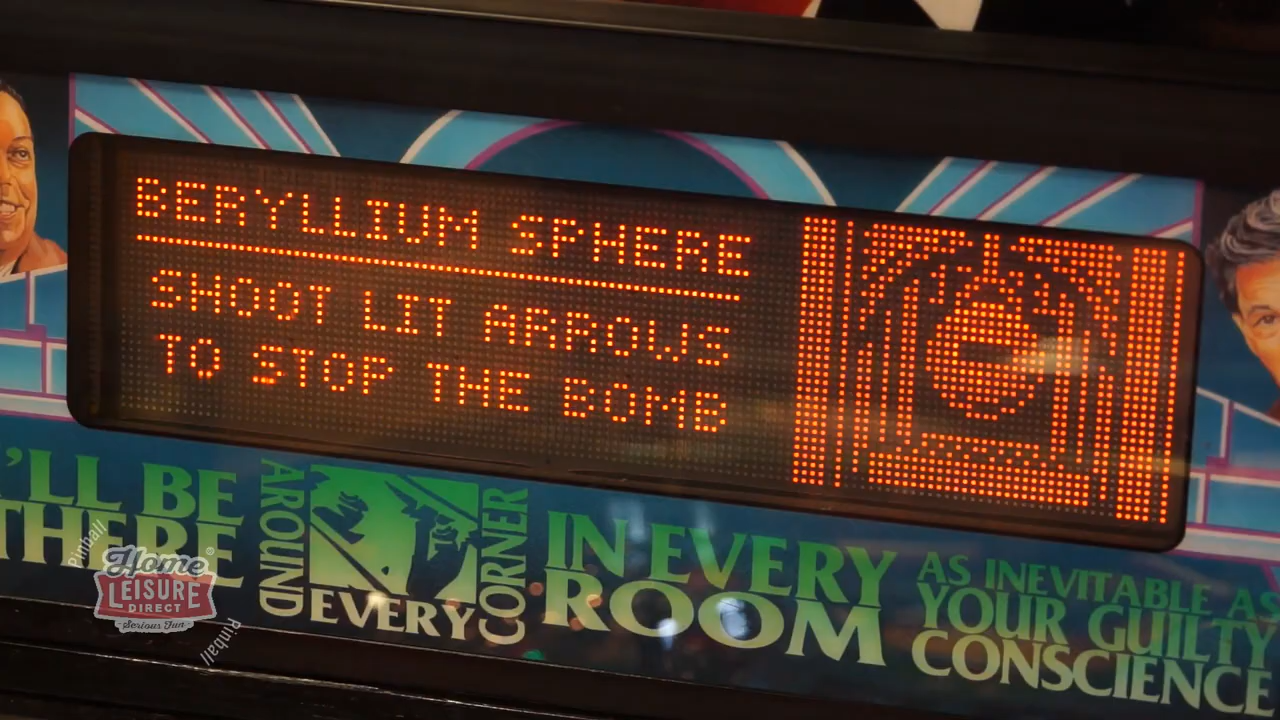 BERYLLIUM SPHERE
SHOOT LIT ARROWS
TO STOP THE BOMB
'LL BE
THERE
AROUND
EVERY
CORNER
IN EVERY
ROOM
AS INEVITABLE AS
YOUR GUILTY
CONSCIENCE
Pinball
Home
LEISURE
DIRECT
Serious Fun
Pinball